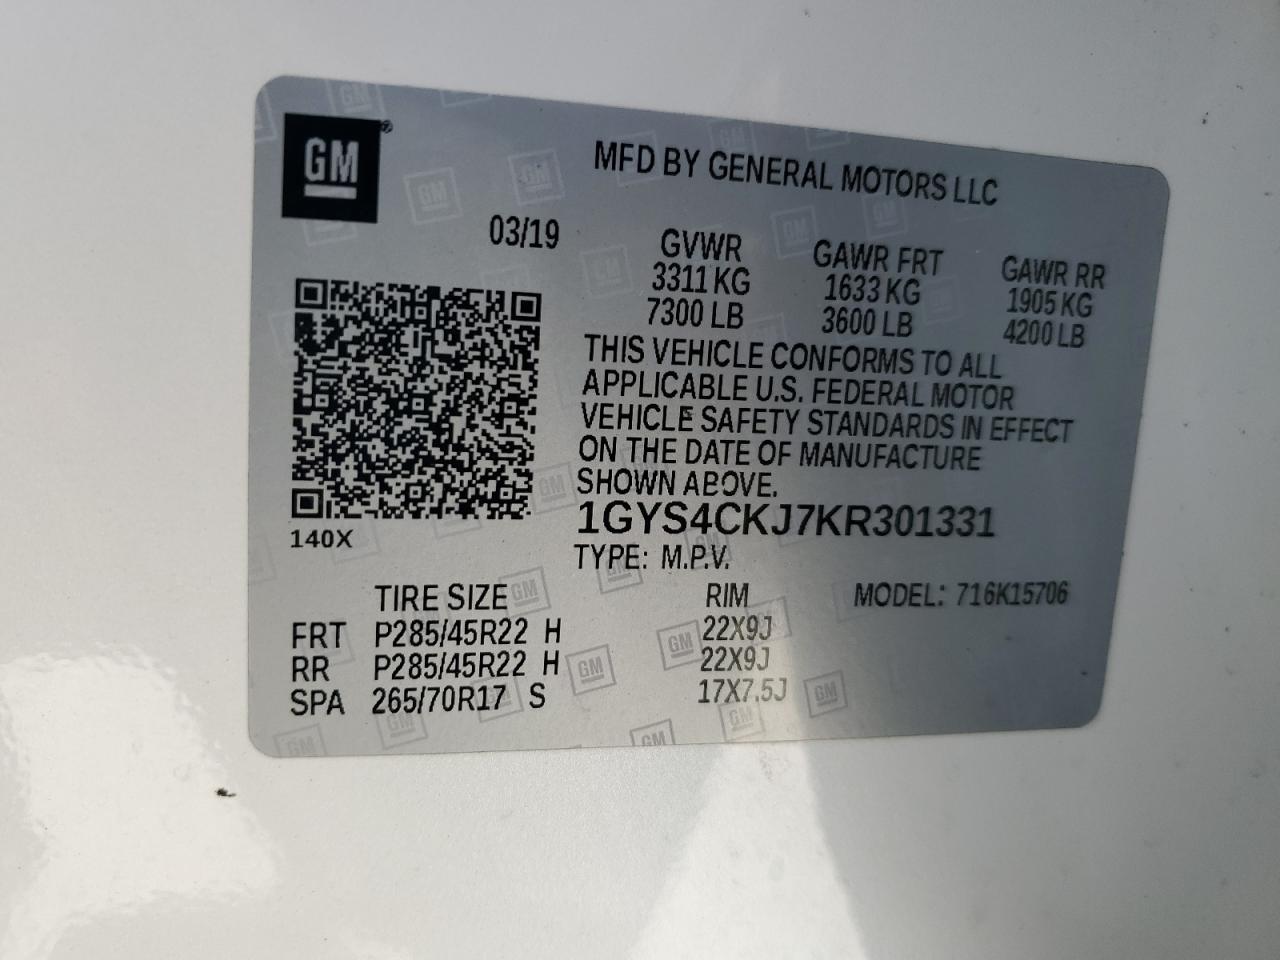 GM
MFD BY GENERAL MOTORS LLC
03/19
GVWR GAWR FRT GAWR RR
3311 KG 1633 KG 1905 KG
7300 LB 3600 LB 4200 LB
THIS VEHICLE CONFORMS TO ALL
APPLICABLE U.S. FEDERAL MOTOR
VEHICLE SAFETY STANDARDS IN EFFECT
ON THE DATE OF MANUFACTURE
SHOWN ABOVE.
1GYS4CKJ7KR301331
140X
TYPE: M.P.V.
TIRE SIZE RIM MODEL: 716K15706
FRT P285/45R22 H 22X9J
RR P285/45R22 H 22X9J
SPA 265/70R17 S 17X7.5J